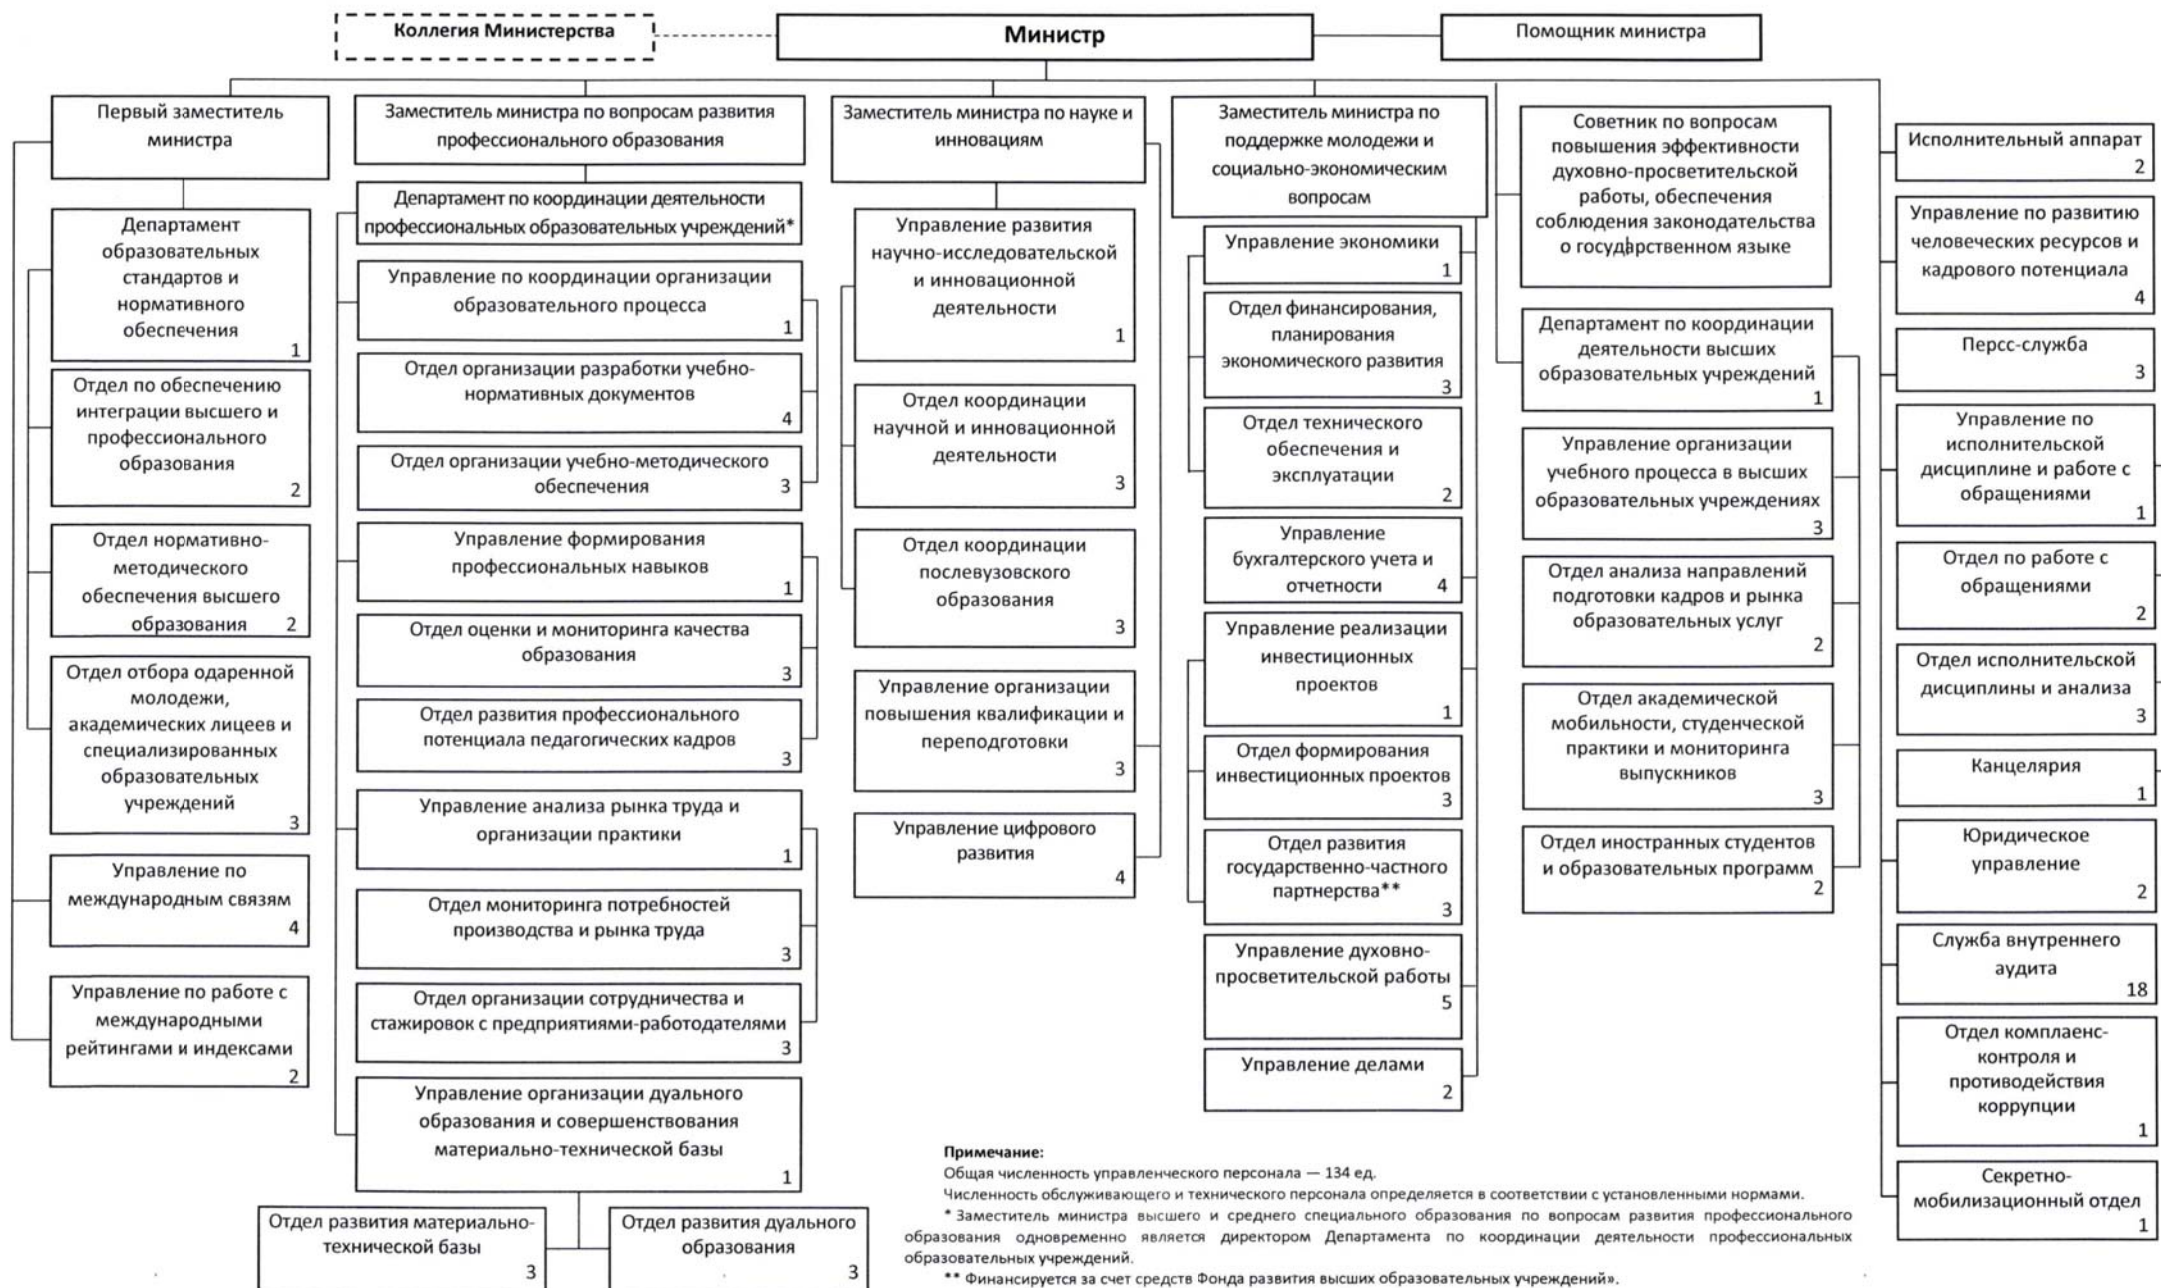 Коллегия Министерства
Министр
Помощник министра
Первый заместитель
министра
Департамент
образовательных
стандартов и
нормативного
обеспечения
1
Отдел по обеспечению
интеграции высшего и
профессионального
образования
2
Отдел нормативно-
методического
обеспечения высшего
образования 2
Отдел отбора одаренной
молодежи,
академических лицеев и
специализированных
образовательных
учреждений
3
Управление по
международным связям
4
Управление по работе с
международными
рейтингами и индексами
2
Заместитель министра по вопросам развития
профессионального образования
Департамент по координации деятельности
профессиональных образовательных учреждений*
Управление по координации организации
образовательного процесса
1
Отдел организации разработки учебно-
нормативных документов
4
Отдел организации учебно-методического
обеспечения 3
Управление формирования
профессиональных навыков
1
Отдел оценки и мониторинга качества
образования
3
Отдел развития профессионального
потенциала педагогических кадров
3
Управление анализа рынка труда и
организации практики
1
Отдел мониторинга потребностей
производства и рынка труда
3
Отдел организации сотрудничества и
стажировок с предприятиями-работодателями
3
Управление организации дуального
образования и совершенствования
материально-технической базы
1
Отдел развития материально-
технической базы
3
Отдел развития дуального
образования
3
Заместитель министра по науке и
инновациям
Управление развития
научно-исследовательской
и инновационной
деятельности
1
Отдел координации
научной и инновационной
деятельности
3
Отдел координации
послевузовского
образования
3
Управление организации
повышения квалификации и
переподготовки
3
Управление цифрового
развития
4
Заместитель министра по
поддержке молодежи и
социально-экономическим
вопросам
Управление экономики
1
Отдел финансирования,
планирования
экономического развития
3
Отдел технического
обеспечения и
эксплуатации
2
Управление
бухгалтерского учета и
отчетности 4
Управление реализации
инвестиционных
проектов
1
Отдел формирования
инвестиционных проектов
3
Отдел развития
государственно-частного
партнерства**
3
Управление духовно-
просветительской работы
5
Управление делами
2
Советник по вопросам
повышения эффективности
духовно-просветительской
работы, обеспечения
соблюдения законодательства
о государственном языке
Департамент по координации
деятельности высших
образовательных учреждений
1
Управление организации
учебного процесса в высших
образовательных учреждениях
3
Отдел анализа направлений
подготовки кадров и рынка
образовательных услуг
2
Отдел академической
мобильности, студенческой
практики и мониторинга
выпускников
3
Отдел иностранных студентов
и образовательных программ
2
Исполнительный аппарат
2
Управление по развитию
человеческих ресурсов и
кадрового потенциала
4
Персс-служба
3
Управление по
исполнительской
дисциплине и работе с
обращениями
1
Отдел по работе с
обращениями
2
Отдел исполнительской
дисциплины и анализа
3
Канцелярия
1
Юридическое
управление
2
Служба внутреннего
аудита
18
Отдел комплаенс-
контроля и
противодействия
коррупции
1
Секретно-
мобилизационный отдел
1
Примечание:
Общая численность управленческого персонала — 134 ед.
Численность обслуживающего и технического персонала определяется в соответствии с установленными нормами.
* Заместитель министра высшего и среднего специального образования по вопросам развития профессионального
образования одновременно является директором Департамента по координации деятельности профессиональных
образовательных учреждений.
** Финансируется за счет средств Фонда развития высших образовательных учреждений».